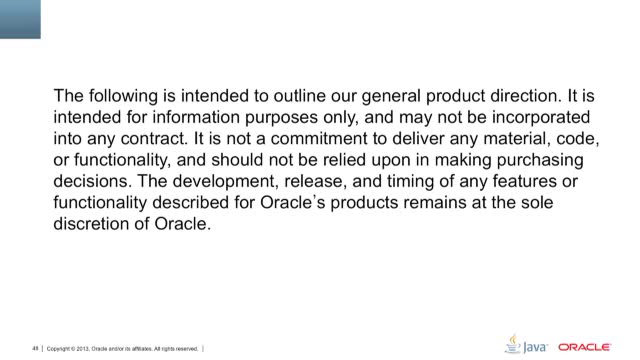 The following is intended to outline our general product direction. It is
intended for information purposes only, and may not be incorporated
into any contract. It is not a commitment to deliver any material, code,
or functionality, and should not be relied upon in making purchasing
decisions. The development, release, and timing of any features or
functionality described for Oracle’s products remains at the sole
discretion of Oracle.
48 | Copyright © 2013, Oracle and/or its affiliates. All rights reserved. |
Java™ ORACLE®